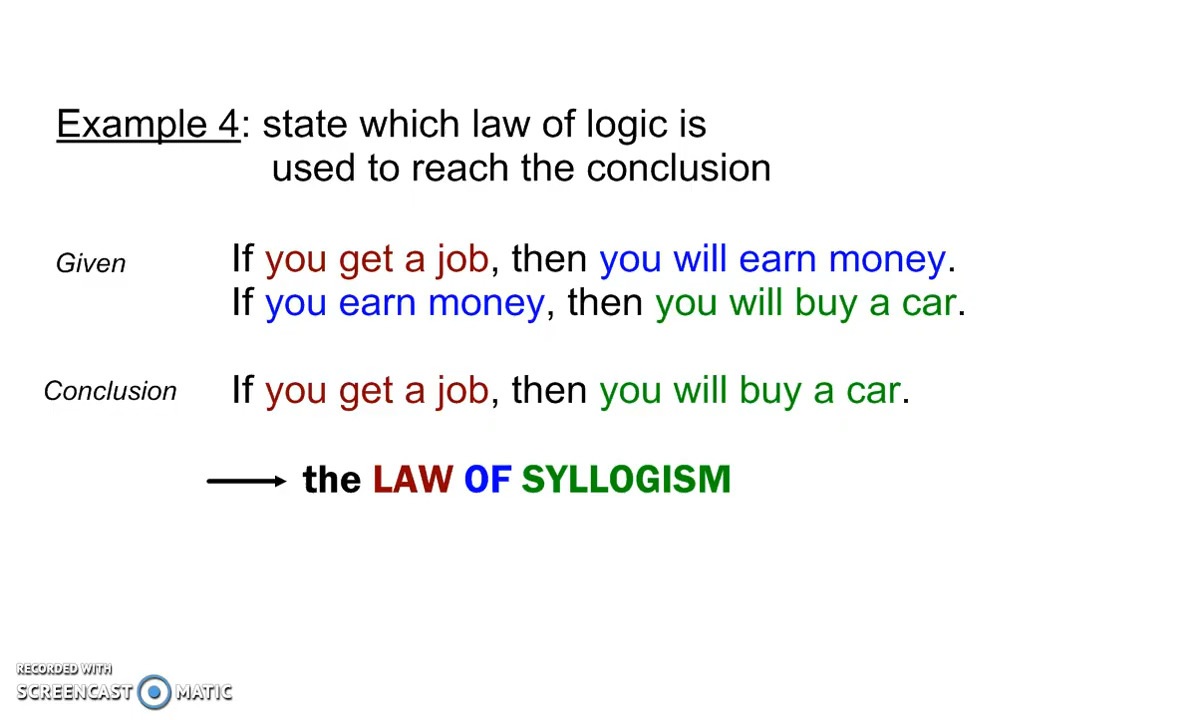 Example 4: state which law of logic is
used to reach the conclusion
Given If you get a job, then you will earn money.
If you earn money, then you will buy a car.
Conclusion If you get a job, then you will buy a car.
the LAW OF SYLLOGISM
RECORDED WITH
SCREENCAST MATIC